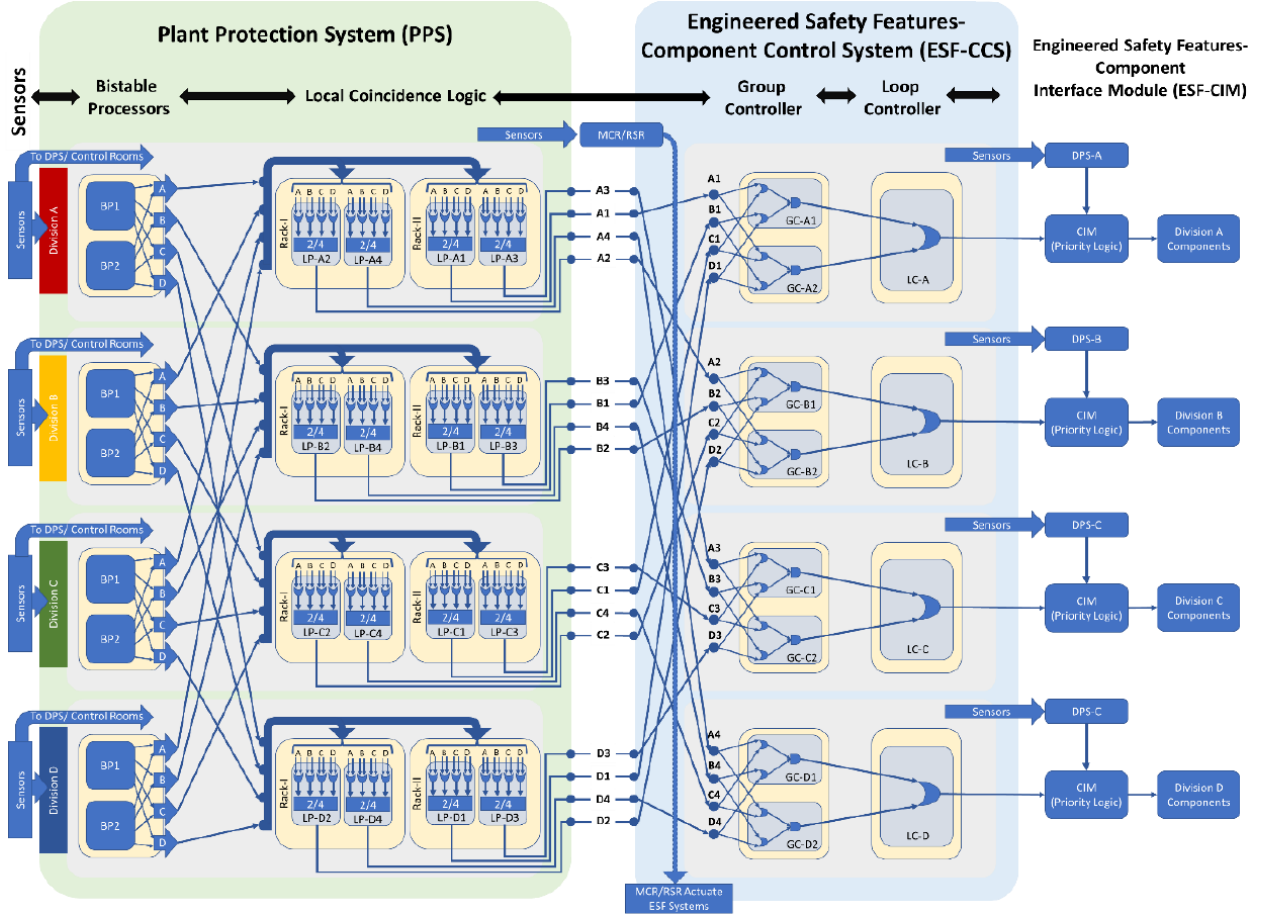 Plant Protection System (PPS)
Engineered Safety Features-
Component Control System (ESF-CCS)
Engineered Safety Features-
Component
Interface Module (ESF-CIM)
Sensors
Bistable
Processors
Local Coincidence Logic
Group
Controller
Loop
Controller
Sensors
MCR/RSR
To DPS/ Control Rooms
Sensors
Division A
BP1
BP2
A
B
C
D
Rack-I
A B C D
A B C D
2/4
2/4
LP-A2
LP-A4
Rack-II
A B C D
A B C D
2/4
2/4
LP-A1
LP-A3
A3
A1
A4
A2
A1
B1
C1
D1
GC-A1
GC-A2
LC-A
Sensors
DPS-A
CIM
(Priority Logic)
Division A
Components
To DPS/ Control Rooms
Sensors
Division B
BP1
BP2
A
B
C
D
Rack-I
A B C D
A B C D
2/4
2/4
LP-B2
LP-B4
Rack-II
A B C D
A B C D
2/4
2/4
LP-B1
LP-B3
B3
B1
B4
B2
A2
B2
C2
D2
GC-B1
GC-B2
LC-B
Sensors
DPS-B
CIM
(Priority Logic)
Division B
Components
To DPS/ Control Rooms
Sensors
Division C
BP1
BP2
A
B
C
D
Rack-I
A B C D
A B C D
2/4
2/4
LP-C2
LP-C4
Rack-II
A B C D
A B C D
2/4
2/4
LP-C1
LP-C3
C3
C1
C4
C2
A3
B3
C3
D3
GC-C1
GC-C2
LC-C
Sensors
DPS-C
CIM
(Priority Logic)
Division C
Components
To DPS/ Control Rooms
Sensors
Division D
BP1
BP2
A
B
C
D
Rack-I
A B C D
A B C D
2/4
2/4
LP-D2
LP-D4
Rack-II
A B C D
A B C D
2/4
2/4
LP-D1
LP-D3
D3
D1
D4
D2
A4
B4
C4
D4
GC-D1
GC-D2
LC-D
Sensors
DPS-C
CIM
(Priority Logic)
Division D
Components
MCR/RSR Actuate
ESF Systems